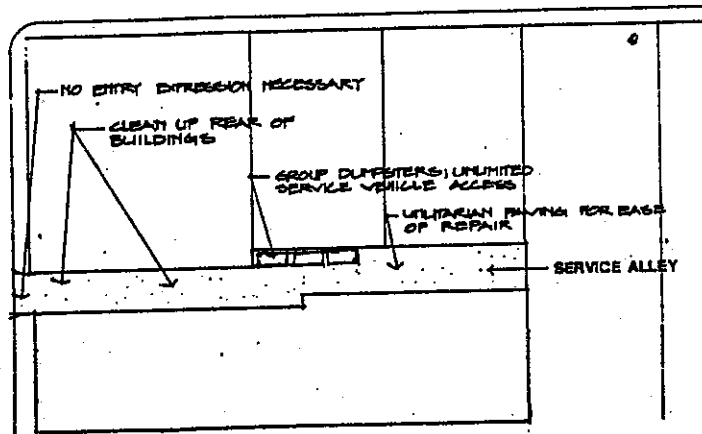 NO ENTRY EXPRESSION NECESSARY
CLEAN UP REAR OF
BUILDINGS
GROUP DUMPSTERS; UNLIMITED
SERVICE VEHICLE ACCESS
UTILITARIAN PAVING FOR EASE
OF REPAIR
SERVICE ALLEY